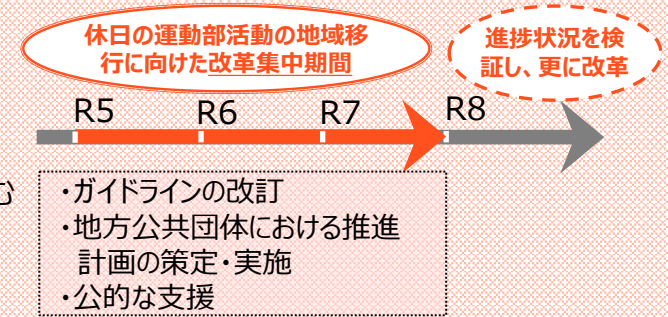 休日の運動部活動の地域移
行に向けた改革集中期間
進捗状況を検
証し、更に改革
R5 R6 R7 R8
む
・ガイドラインの改訂
・地方公共団体における推進
計画の策定・実施
・公的な支援